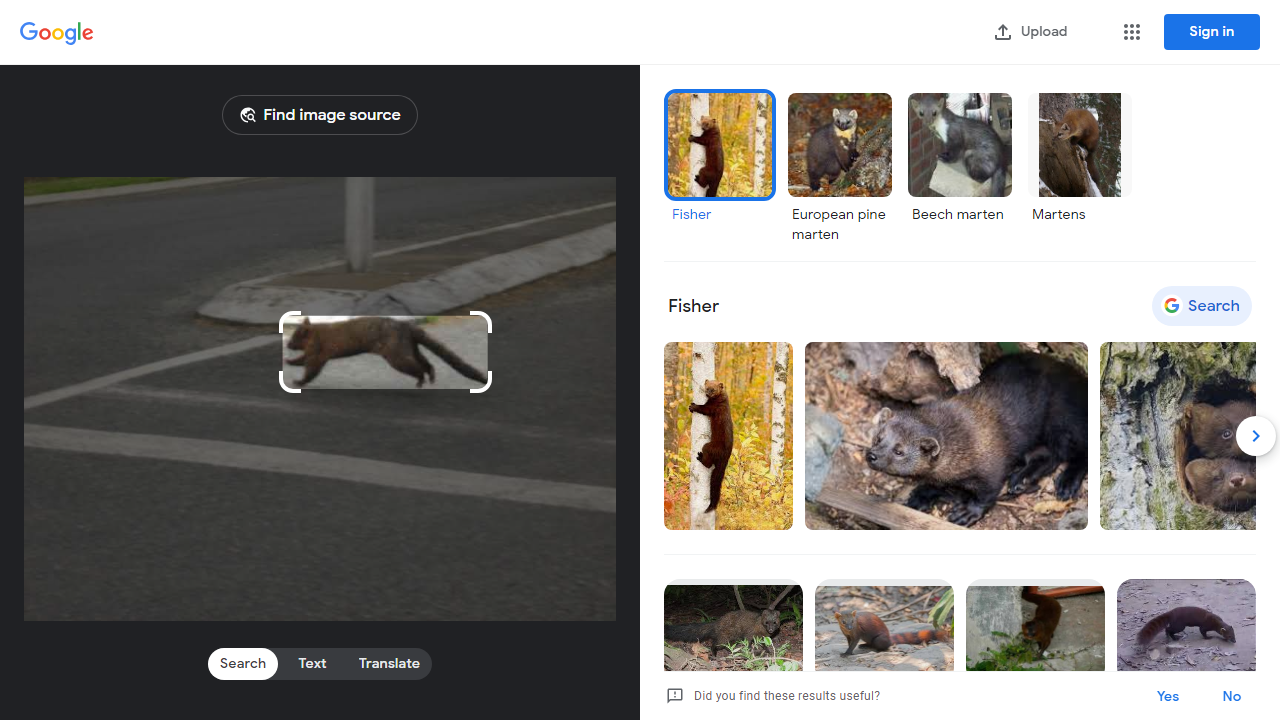 Google
Upload
Sign in
Find image source
Fisher
European pine
marten
Beech marten
Martens
Fisher
Search
Search
Text
Translate
Did you find these results useful?
Yes
No